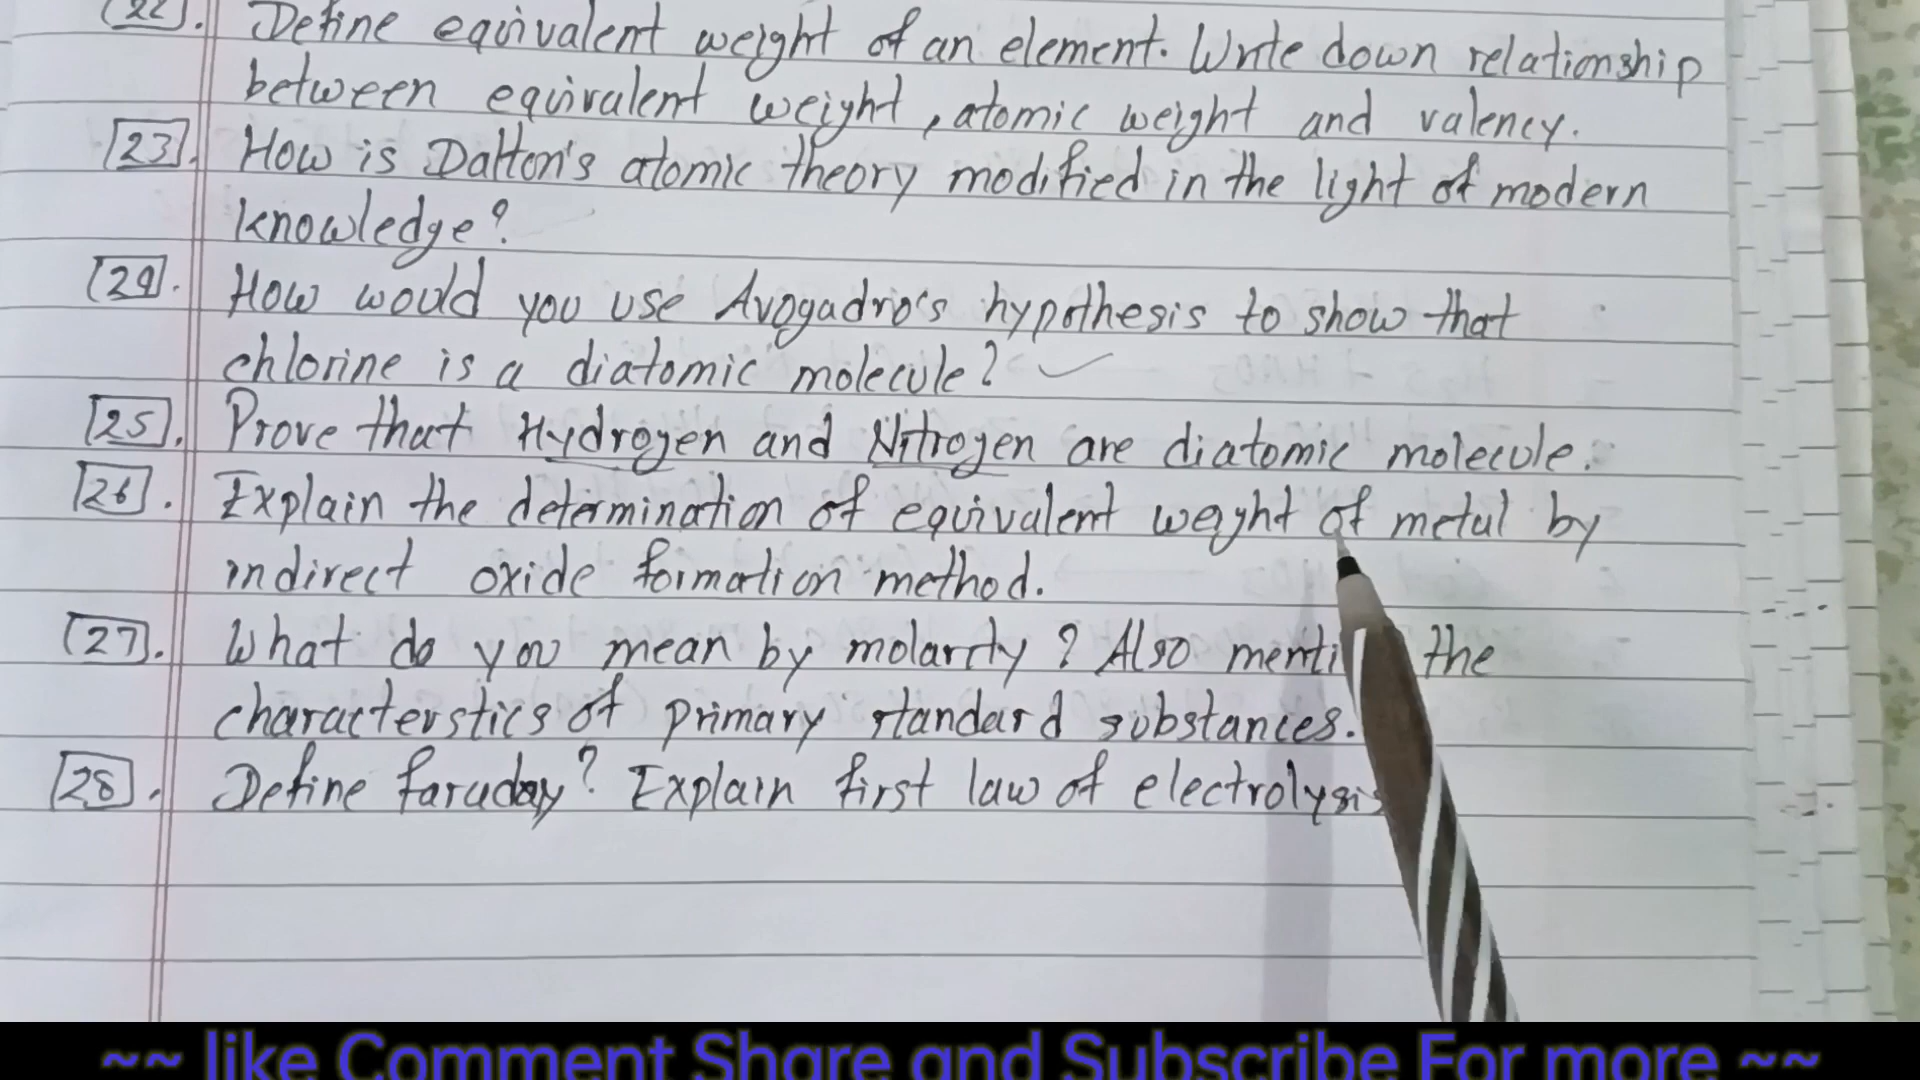 (22). Define equivalent weight of an element. Write down relationship
between equivalent weight, atomic weight and valency.
[23]. How is Dalton's atomic theory modified in the light of modern
knowledge?
[24]. How would you use Avogadro's hypothesis to show that
chlorine is a diatomic molecule?
[25]. Prove that Hydrogen and Nitrogen are diatomic molecule.
[26]. Explain the determination of equivalent weight of metal by
indirect oxide formation method.
[27]. What do you mean by molarity? Also menti the
characterstics of primary standard substances.
[28]. Define faraday? Explain first law of electrolysis
~~ like Comment Share and Subscribe For more ~~